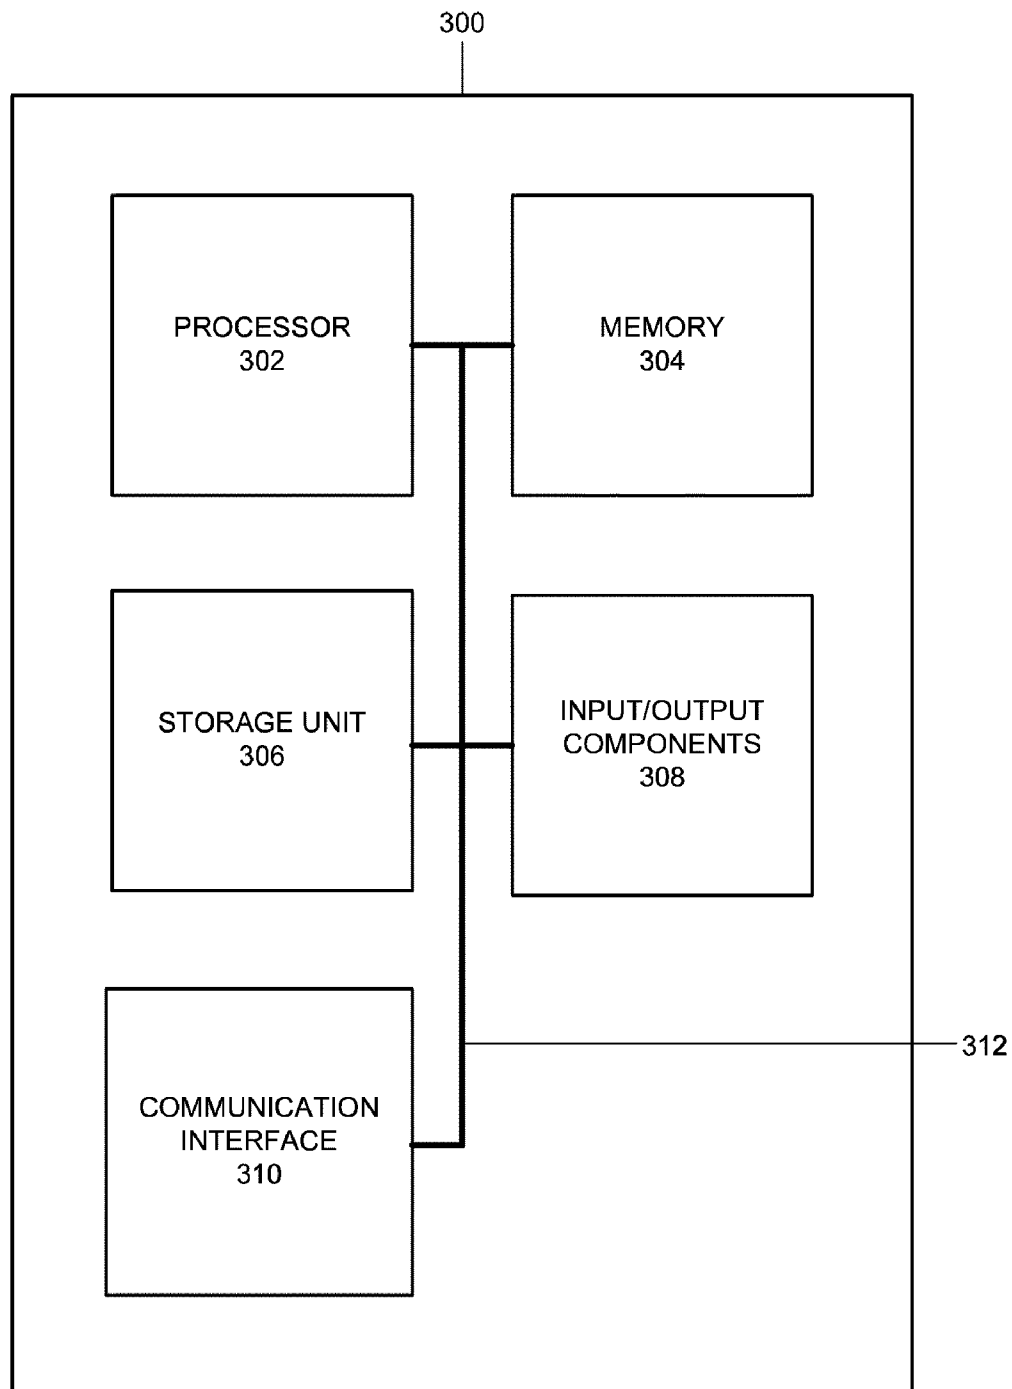 300
PROCESSOR
302
MEMORY
304
STORAGE UNIT
306
INPUT/OUTPUT
COMPONENTS
308
312
COMMUNICATION
INTERFACE
310